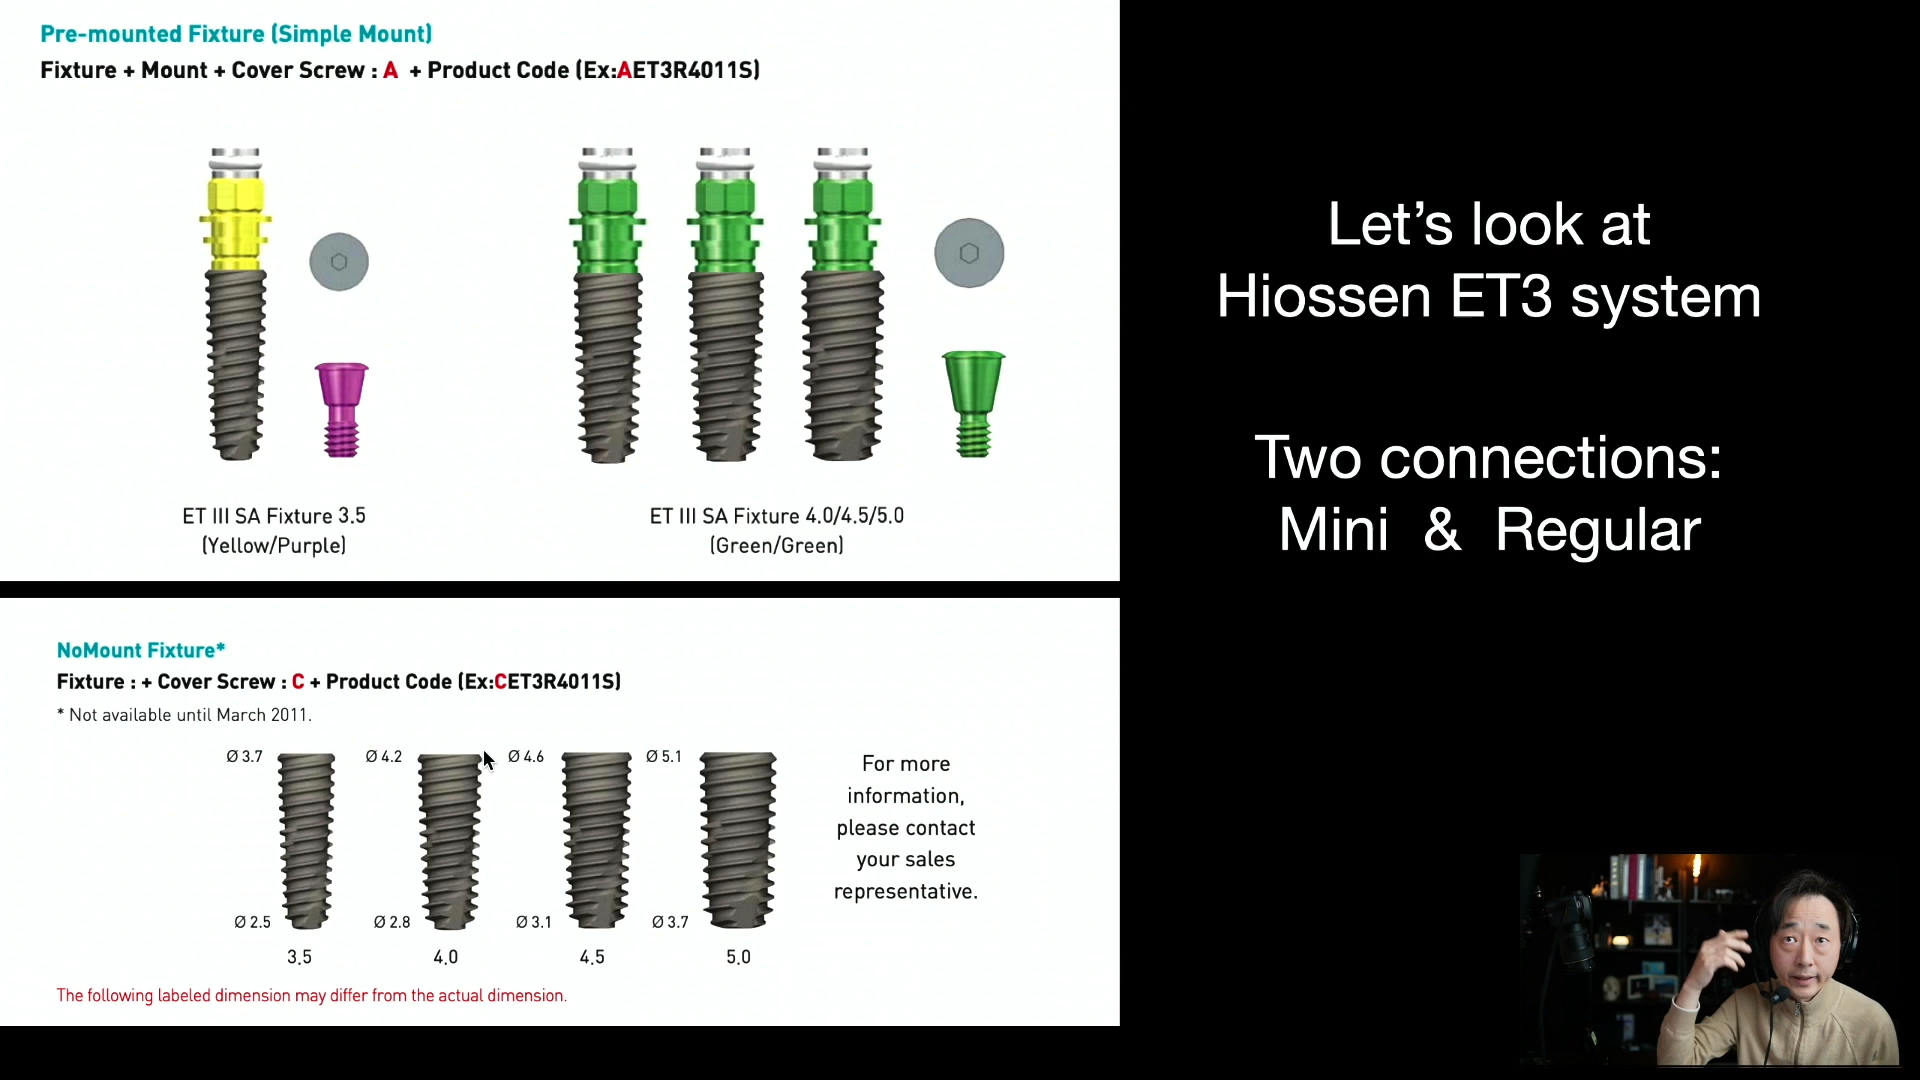 Pre-mounted Fixture (Simple Mount)
Fixture + Mount + Cover Screw : A + Product Code (Ex:AET3R4011S)
ET III SA Fixture 3.5
(Yellow/Purple)
ET III SA Fixture 4.0/4.5/5.0
(Green/Green)
NoMount Fixture*
Fixture : + Cover Screw : C + Product Code (Ex:CET3R4011S)
* Not available until March 2011.
Ø 3.7
Ø 4.2
Ø 4.6
Ø 5.1
Ø 2.5
Ø 2.8
Ø 3.1
Ø 3.7
3.5
4.0
4.5
5.0
For more
information,
please contact
your sales
representative.
The following labeled dimension may differ from the actual dimension.
Let’s look at
Hiossen ET3 system
Two connections:
Mini & Regular